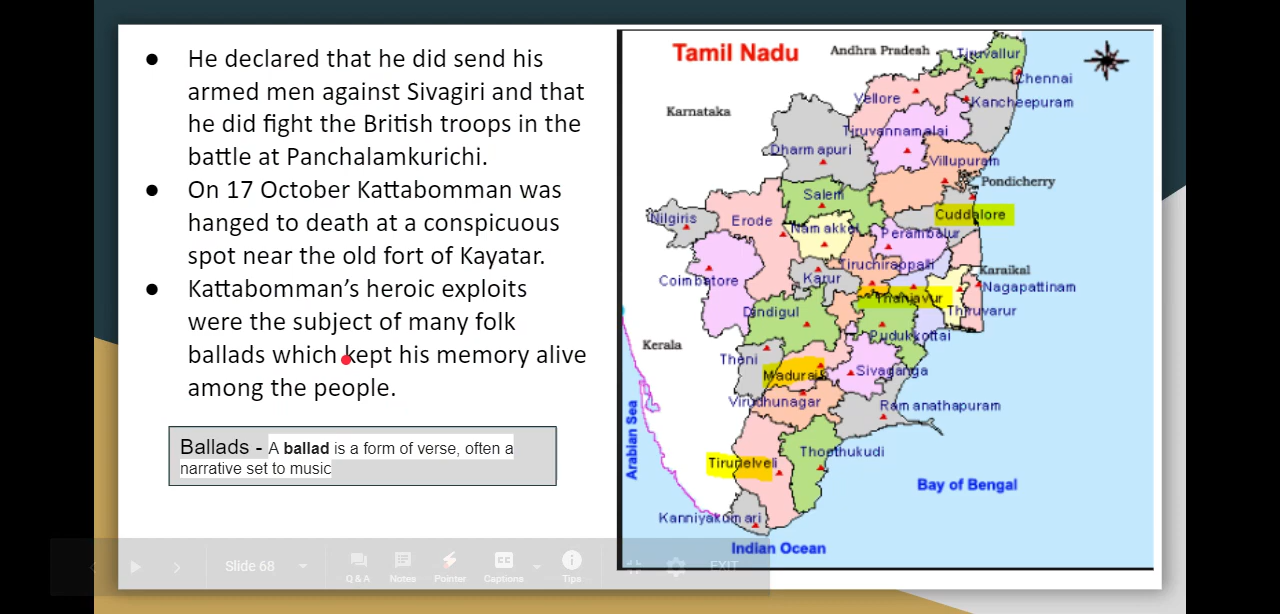 ● He declared that he did send his
armed men against Sivagiri and that
he did fight the British troops in the
battle at Panchalamkurichi.
● On 17 October Kattabomman was
hanged to death at a conspicuous
spot near the old fort of Kayatar.
● Kattabomman’s heroic exploits
were the subject of many folk
ballads which kept his memory alive
among the people.
Ballads - A ballad is a form of verse, often a
narrative set to music
Tamil Nadu
Andhra Pradesh
Tiruvallur
Chennai
Vellore
Kancheepuram
Karnataka
Tiruvannamalai
Dharmapuri
Villupuram
Pondicherry
Salem
Cuddalore
Nilgiris
Erode
Namakkel
Perambalur
Tiruchirappalli
Karaikal
Coimbatore
Karur
Nagapattinam
Thanjavur
Dindigul
Thiruvarur
Pudukkottai
Kerala
Theni
Madurai
Sivaganga
Virudhunagar
Ramanathapuram
Thoothukudi
Tirunelveli
Arabian Sea
Bay of Bengal
Kanniyakumari
Indian Ocean
Slide 68
Q & A
Notes
Pointer
Captions
Tips
EXIT